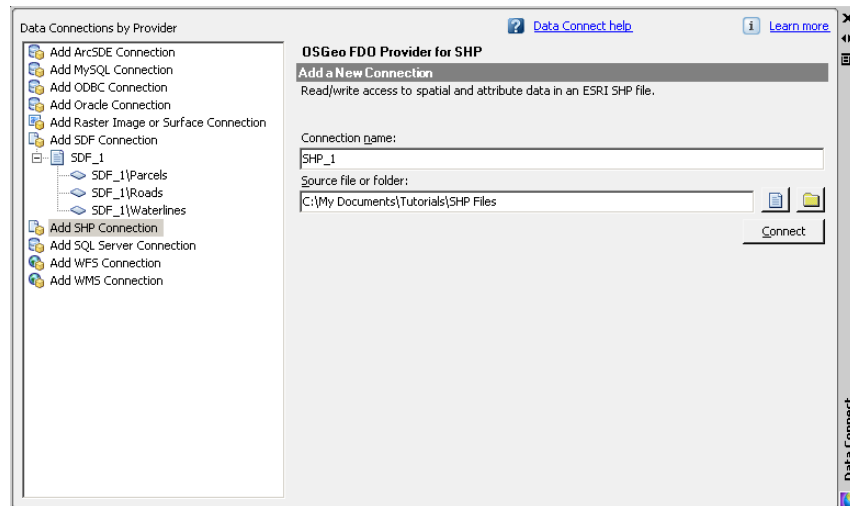 Data Connections by Provider
Data Connect help
Learn more
Add ArcSDE Connection
Add MySQL Connection
Add ODBC Connection
Add Oracle Connection
Add Raster Image or Surface Connection
Add SDF Connection
SDF_1
SDF_1\Parcels
SDF_1\Roads
SDF_1\Waterlines
Add SHP Connection
Add SQL Server Connection
Add WFS Connection
Add WMS Connection
OSGeo FDO Provider for SHP
Add a New Connection
Read/write access to spatial and attribute data in an ESRI SHP file.
Connection name:
SHP_1
Source file or folder:
C:\My Documents\Tutorials\SHP Files
Connect
Data Connect